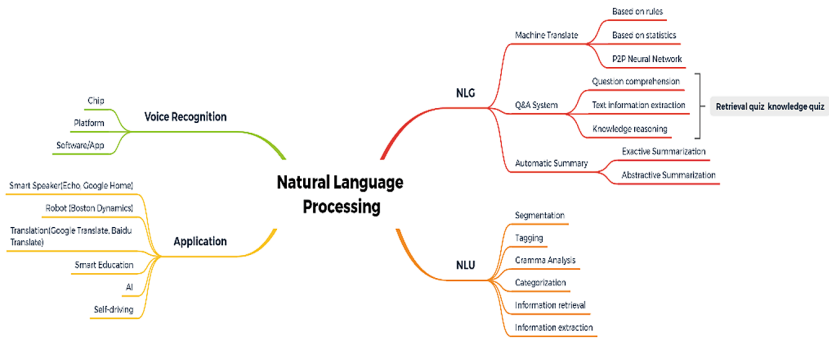 Natural Language
Processing
Voice Recognition
Chip
Platform
Software/App
Application
Smart Speaker(Echo, Google Home)
Robot (Boston Dynamics)
Translation(Google Translate, Baidu
Translate)
Smart Education
AI
Self-driving
NLG
Machine Translate
Based on rules
Based on statistics
P2P Neural Network
Q&A System
Question comprehension
Text information extraction
Knowledge reasoning
Retrieval quiz knowledge quiz
Automatic Summary
Exactive Summarization
Abstractive Summarization
NLU
Segmentation
Tagging
Gramma Analysis
Categorization
Information retrieval
Information extraction